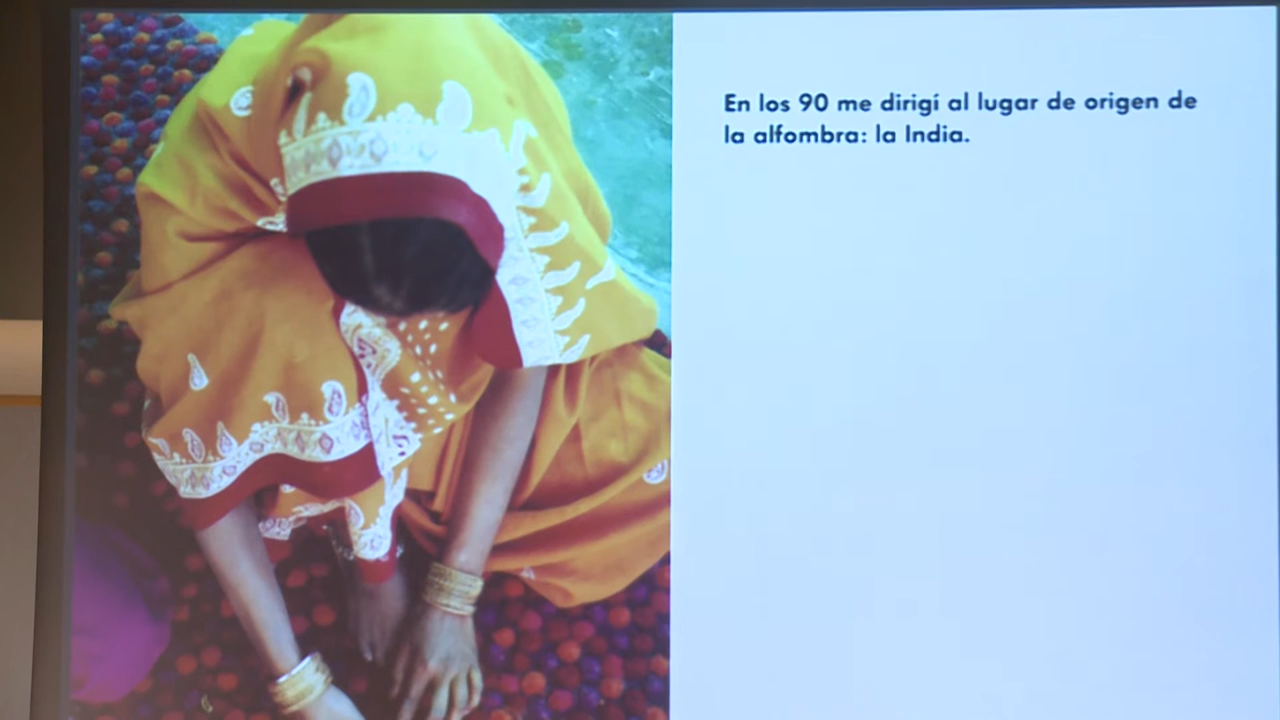 En los 90 me dirigí al lugar de origen de
la alfombra: la India.